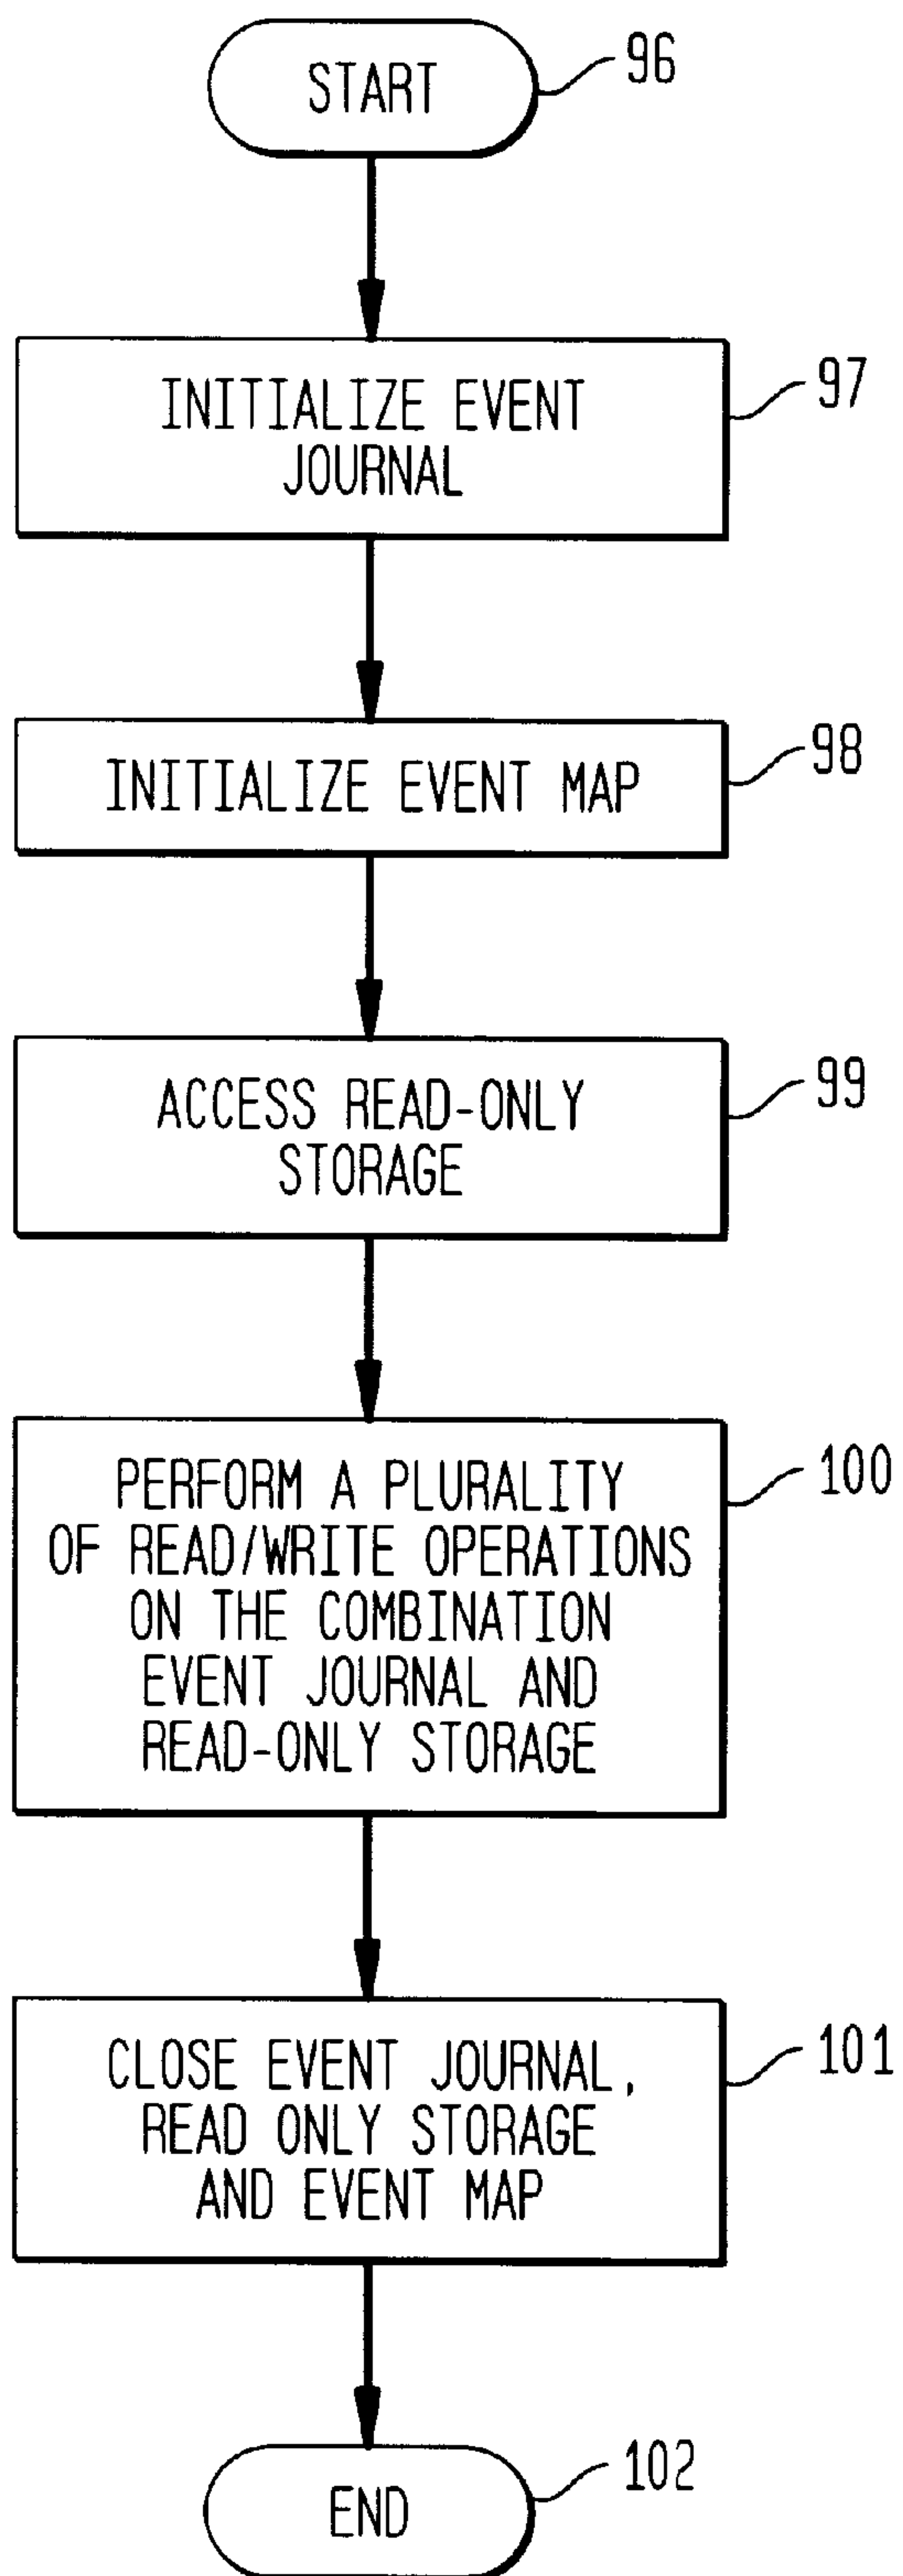 START
96
INITIALIZE EVENT
JOURNAL
97
INITIALIZE EVENT MAP
98
ACCESS READ-ONLY
STORAGE
99
PERFORM A PLURALITY
OF READ/WRITE OPERATIONS
ON THE COMBINATION
EVENT JOURNAL AND
READ-ONLY STORAGE
100
CLOSE EVENT JOURNAL,
READ ONLY STORAGE
AND EVENT MAP
101
END
102